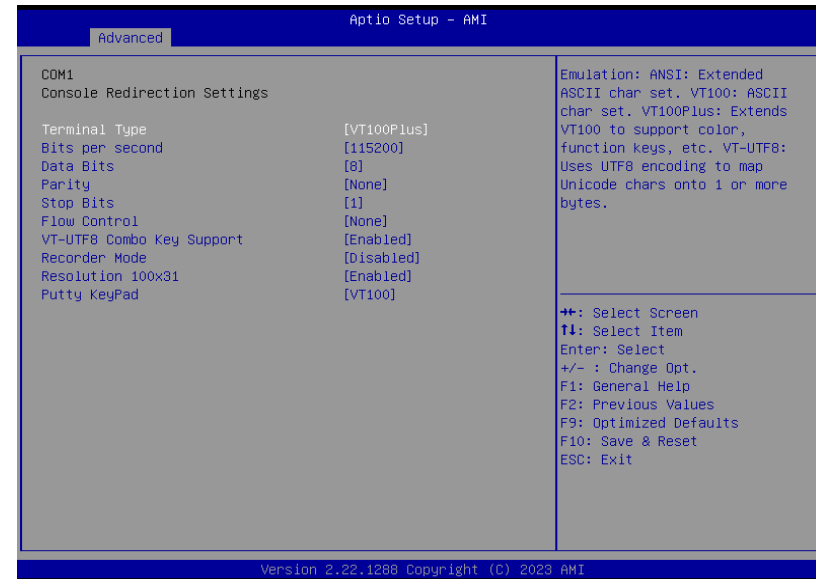 Aptio Setup – AMI
Advanced
COM1
Console Redirection Settings
Terminal Type [VT100Plus]
Bits per second [115200]
Data Bits [8]
Parity [None]
Stop Bits [1]
Flow Control [None]
VT-UTF8 Combo Key Support [Enabled]
Recorder Mode [Disabled]
Resolution 100x31 [Enabled]
Putty KeyPad [VT100]
Emulation: ANSI: Extended
ASCII char set. VT100: ASCII
char set. VT100Plus: Extends
VT100 to support color,
function keys, etc. VT-UTF8:
Uses UTF8 encoding to map
Unicode chars onto 1 or more
bytes.
→←: Select Screen
↑↓: Select Item
Enter: Select
+/- : Change Opt.
F1: General Help
F2: Previous Values
F9: Optimized Defaults
F10: Save & Reset
ESC: Exit
Version 2.22.1288 Copyright (C) 2023 AMI